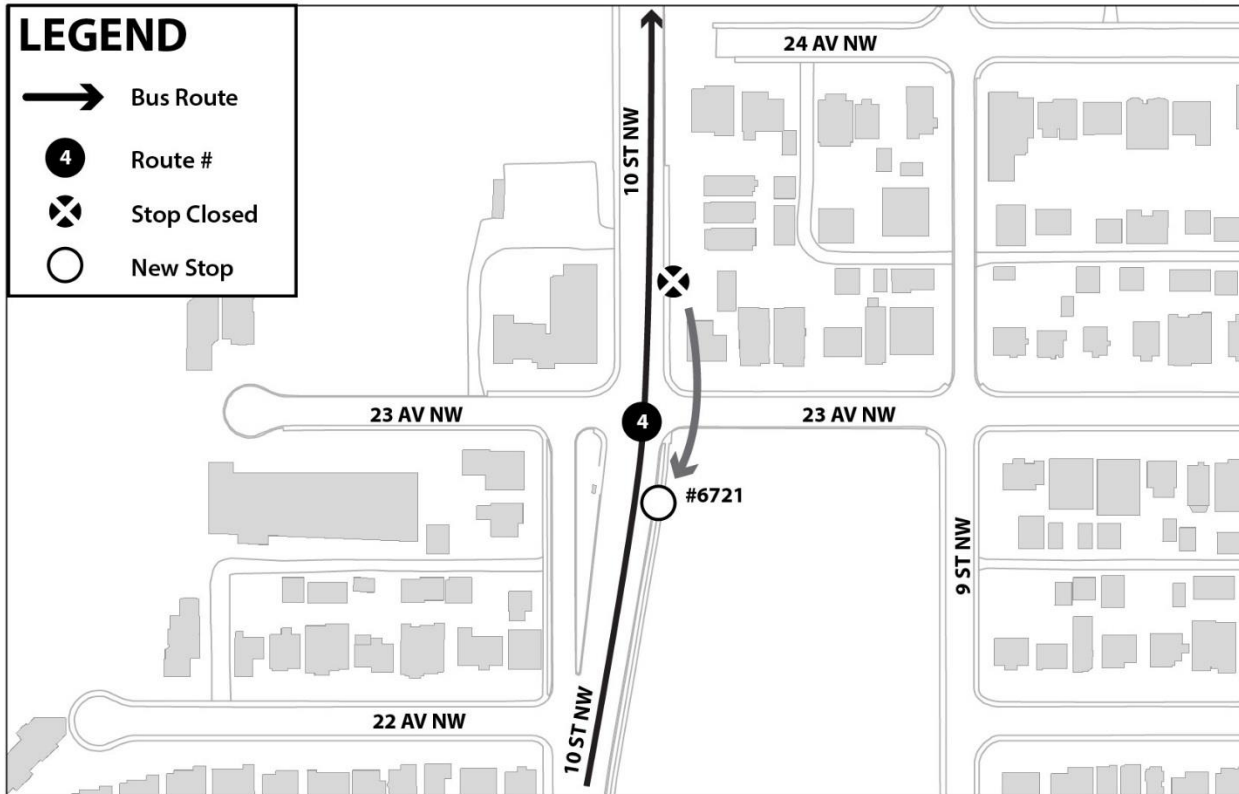 LEGEND
Bus Route
4
Route #
Stop Closed
New Stop
24 AV NW
10 ST NW
23 AV NW
4
23 AV NW
#6721
9 ST NW
22 AV NW
10 ST NW